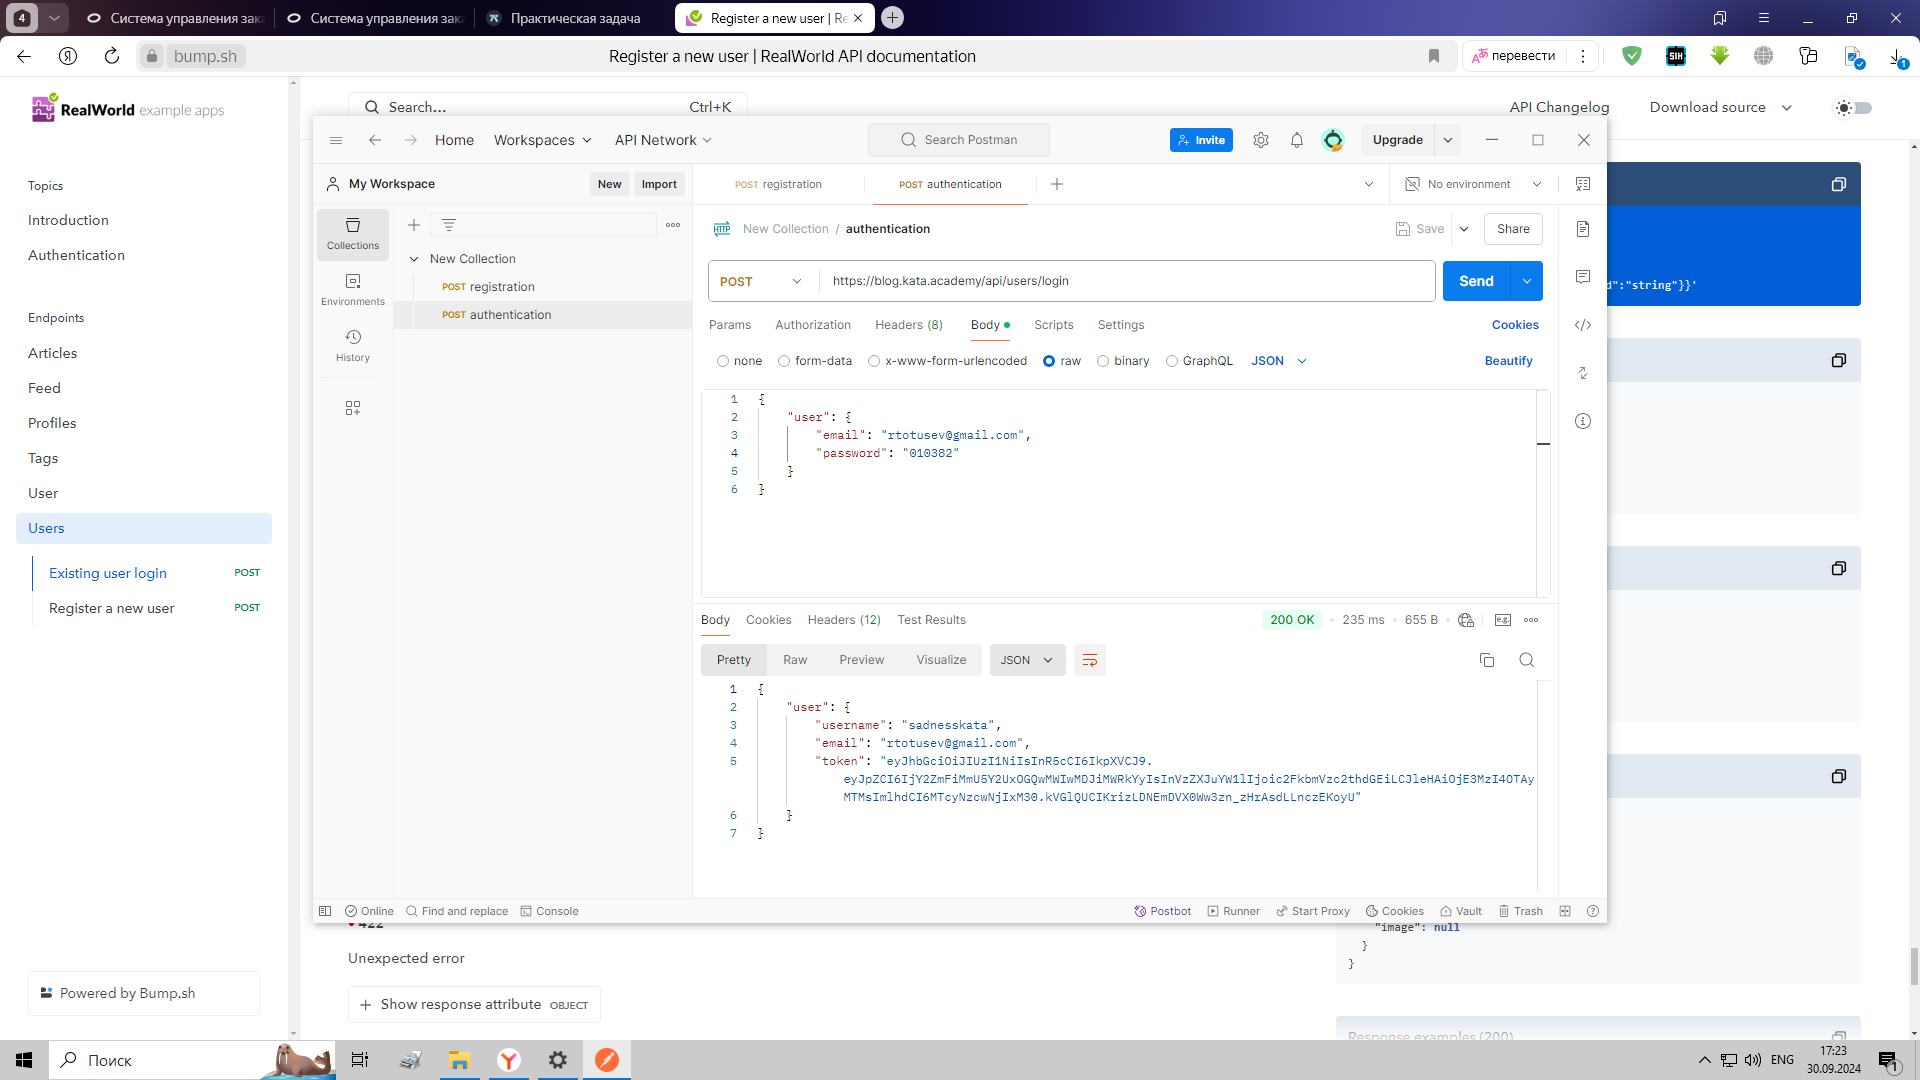 4
Система управления зака
Система управления зака
Практическая задача
Register a new user | Re
bump.sh
Register a new user | RealWorld API documentation
перевести
RealWorld example apps
Search...
Ctrl+K
API Changelog
Download source
Topics
Introduction
Authentication
Endpoints
Articles
Feed
Profiles
Tags
User
Users
Existing user login POST
Register a new user POST
Powered by Bump.sh
Home
Workspaces
API Network
Search Postman
Invite
Upgrade
My Workspace
New
Import
POST registration
POST authentication
No environment
Collections
Environments
History
New Collection
POST registration
POST authentication
HTTP
New Collection / authentication
Save
Share
POST
https://blog.kata.academy/api/users/login
Send
Params
Authorization
Headers (8)
Body
Scripts
Settings
Cookies
none
form-data
x-www-form-urlencoded
raw
binary
GraphQL
JSON
Beautify
1 {
2 "user": {
3 "email": "rtotusev@gmail.com",
4 "password": "010382"
5 }
6 }
Body
Cookies
Headers (12)
Test Results
200 OK
235 ms
655 B
e.g.
Pretty
Raw
Preview
Visualize
JSON
1 {
2 "user": {
3 "username": "sadnesskata",
4 "email": "rtotusev@gmail.com",
5 "token": "eyJhbGciOiJIUzI1NiIsInR5cCI6IkpXVCJ9.
eyJpZCI6IjY2ZmFiMmU5Y2UxOGQwMWIwMDJiMWRkYyIsInVzZXJuYW1lIjoic2FkbmVzc2thdGEiLCJleHAiOjE3MzI4OTAy
MTMsImlhdCI6MTcyNzcwNjIxM30.kVGlQUCIKrizLDNEmDVX0Ww3zn_zHrAsdLLnczEKoyU"
6 }
7 }
Online
Find and replace
Console
Postbot
Runner
Start Proxy
Cookies
Vault
Trash
d":"string"}}'
422
Unexpected error
Show response attribute OBJECT
"image": null
}
}
Response examples (200)
Поиск
ENG
17:23
30.09.2024
1